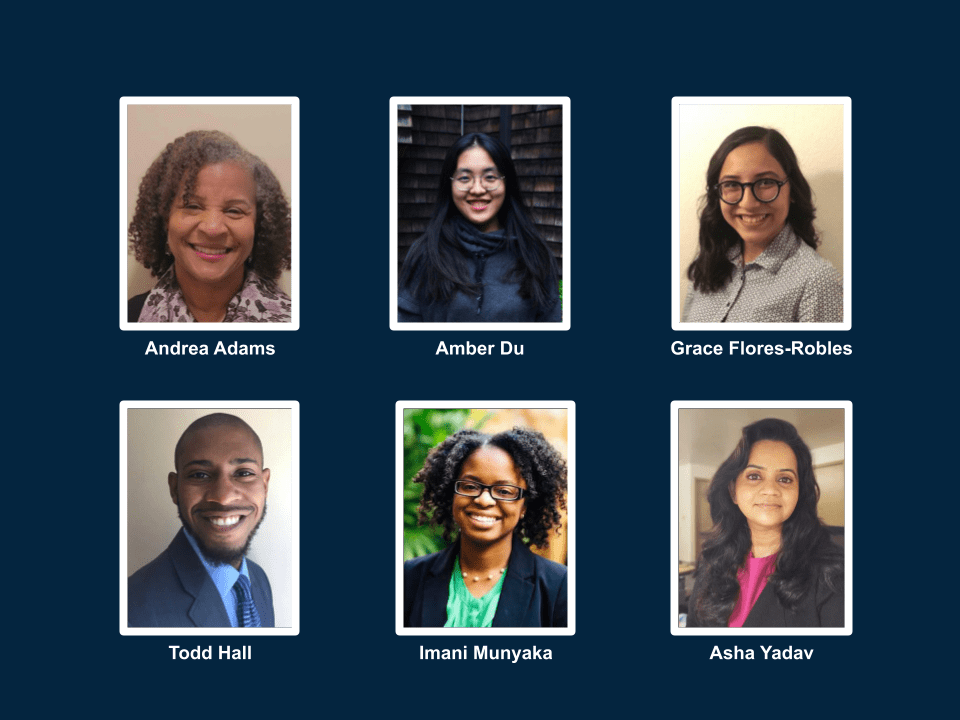 Andrea Adams
Amber Du
Grace Flores-Robles
Todd Hall
Imani Munyaka
Asha Yadav